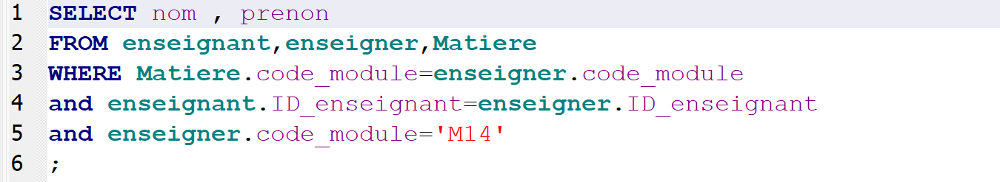 1 SELECT nom , prenon
2 FROM enseignant,enseigner,Matiere
3 WHERE Matiere.code_module=enseigner.code_module
4 and enseignant.ID_enseignant=enseigner.ID_enseignant
5 and enseigner.code_module='M14'
6 ;